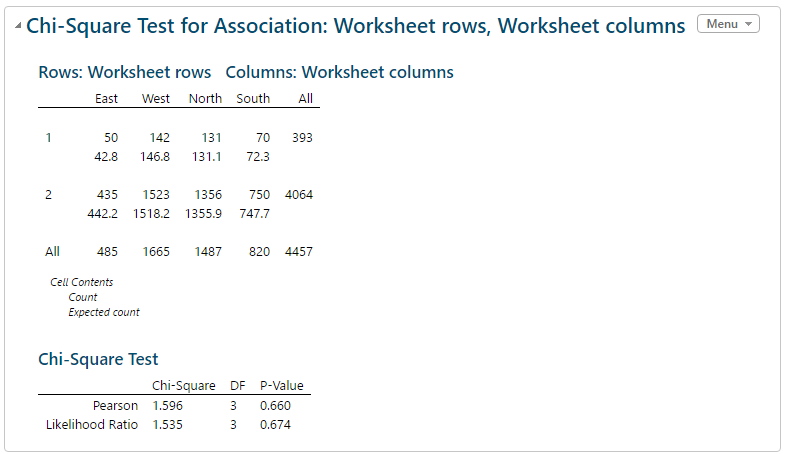 Chi-Square Test for Association: Worksheet rows, Worksheet columns Menu
Rows: Worksheet rows Columns: Worksheet columns
East West North South All
1 50 142 131 70 393
42.8 146.8 131.1 72.3
2 435 1523 1356 750 4064
442.2 1518.2 1355.9 747.7
All 485 1665 1487 820 4457
Cell Contents
Count
Expected count
Chi-Square Test
Chi-Square DF P-Value
Pearson 1.596 3 0.660
Likelihood Ratio 1.535 3 0.674